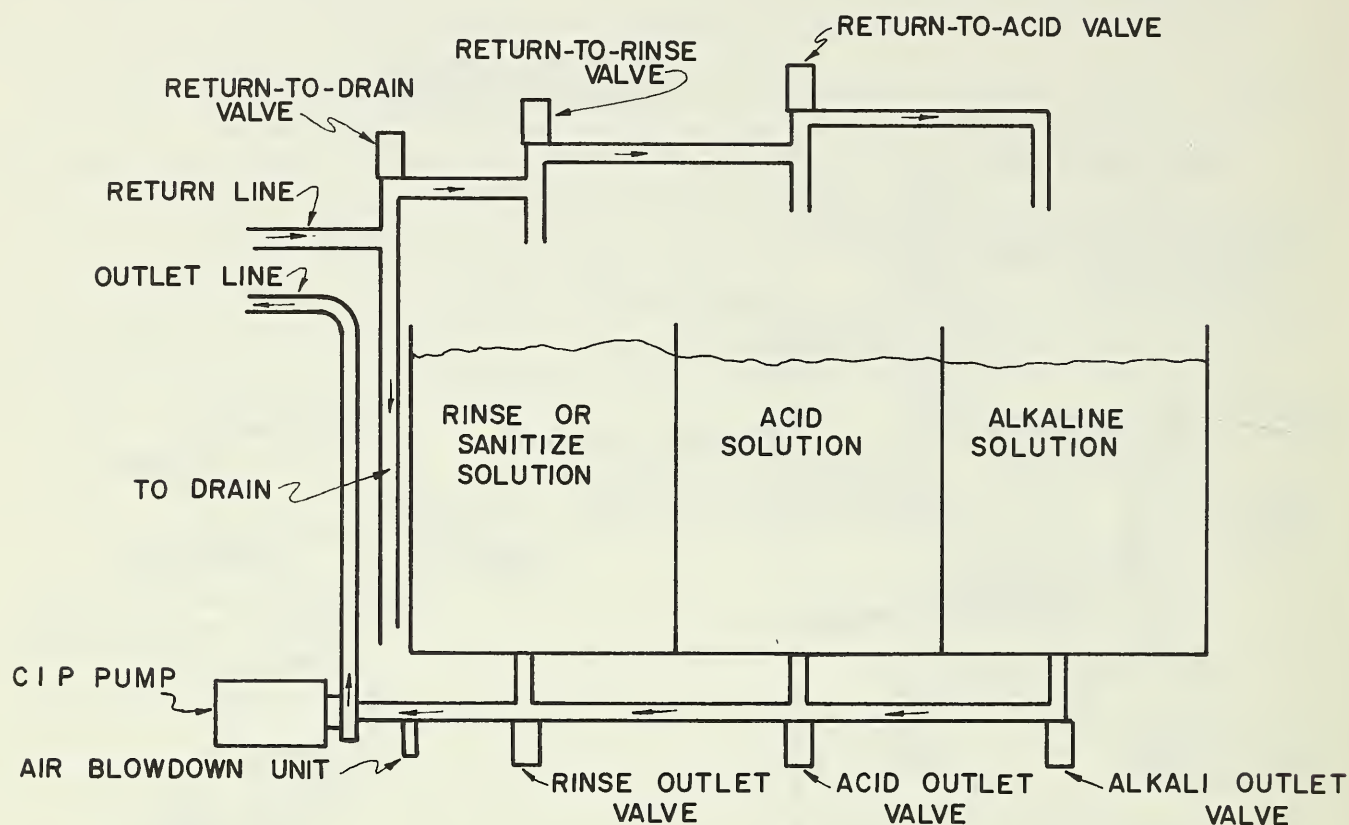 RETURN-TO-ACID VALVE
RETURN-TO-RINSE
VALVE
RETURN-TO-DRAIN
VALVE
RETURN LINE
OUTLET LINE
RINSE OR
SANITIZE
SOLUTION
ACID
SOLUTION
ALKALINE
SOLUTION
TO DRAIN
CIP PUMP
AIR BLOWDOWN UNIT
RINSE OUTLET
VALVE
ACID OUTLET
VALVE
ALKALI OUTLET
VALVE